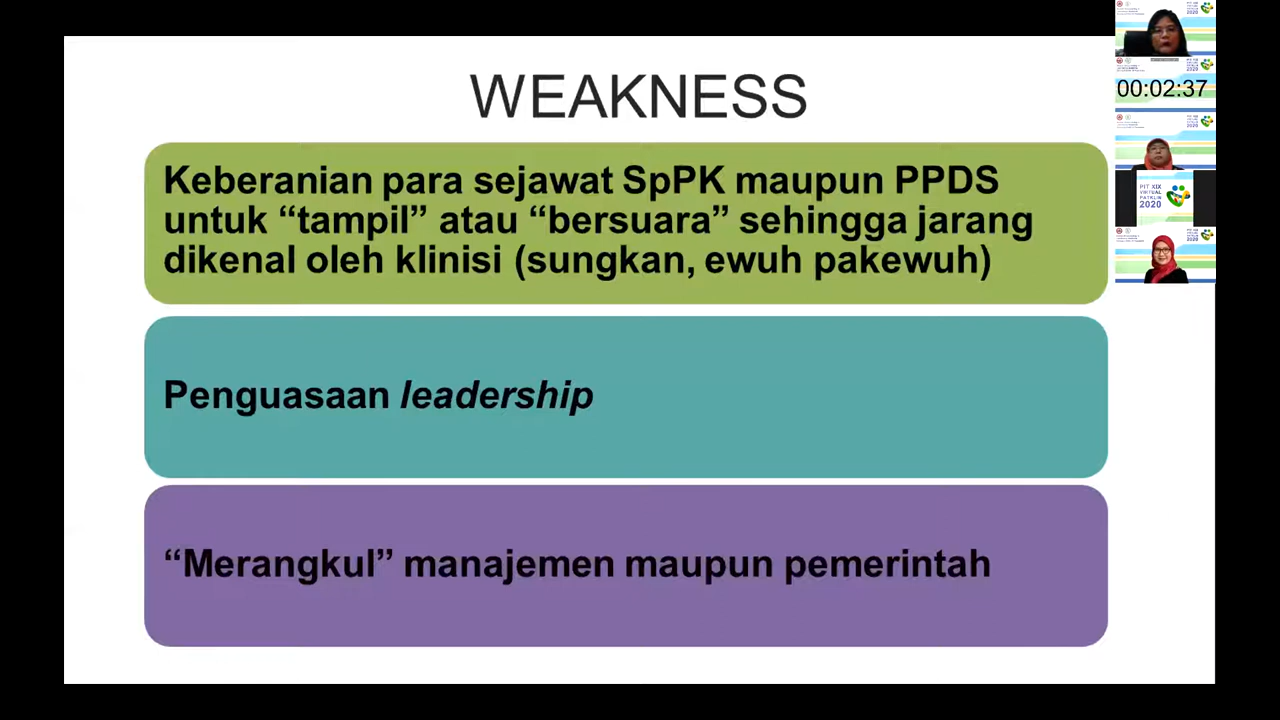 WEAKNESS
Keberanian para sejawat SpPK maupun PPDS
untuk “tampil” atau “bersuara” sehingga jarang
dikenal oleh klinisi (sungkan, ewuh pakewuh)
Penguasaan leadership
“Merangkul” manajemen maupun pemerintah
00:02:37
PIT XIX
VIRTUAL
PATKLIN
2020